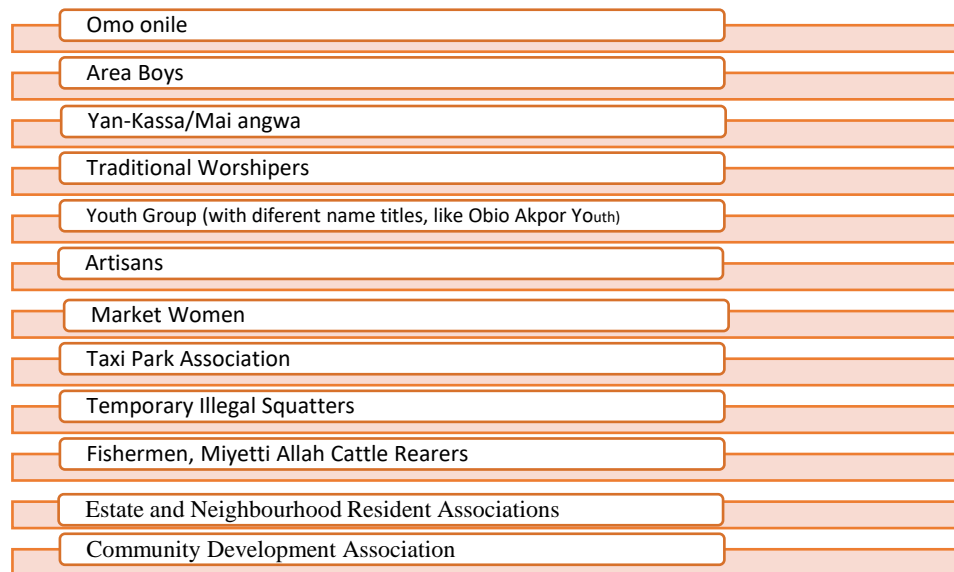 Omo onile
Area Boys
Yan-Kassa/Mai angwa
Traditional Worshipers
Youth Group (with diferent name titles, like Obio Akpor Youth)
Artisans
Market Women
Taxi Park Association
Temporary Illegal Squatters
Fishermen, Miyetti Allah Cattle Rearers
Estate and Neighbourhood Resident Associations
Community Development Association